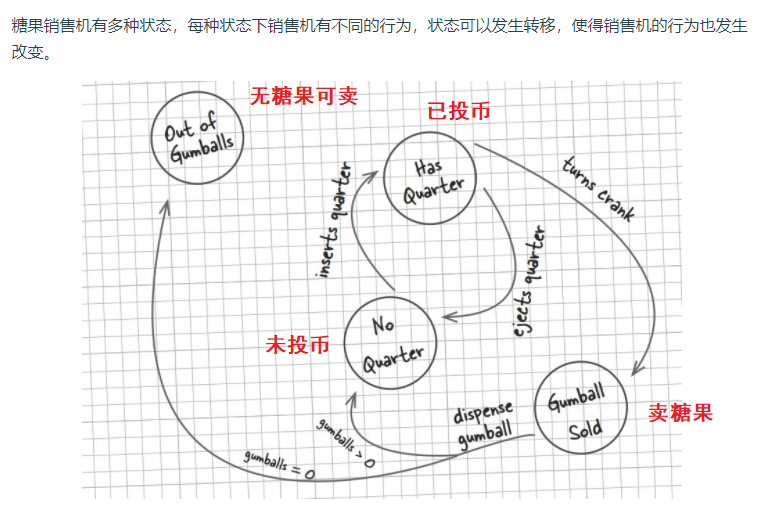 糖果销售机有多种状态，每种状态下销售机有不同的行为，状态可以发生转移，使得销售机的行为也发生
改变。
无糖果可卖
已投币
Out of
Gumballs
Has
Quarter
turns crank
inserts quarter
ejects quarter
未投币
No
Quarter
Gumball
Sold
卖糖果
dispense
gumball
gumballs > 0
gumballs = 0